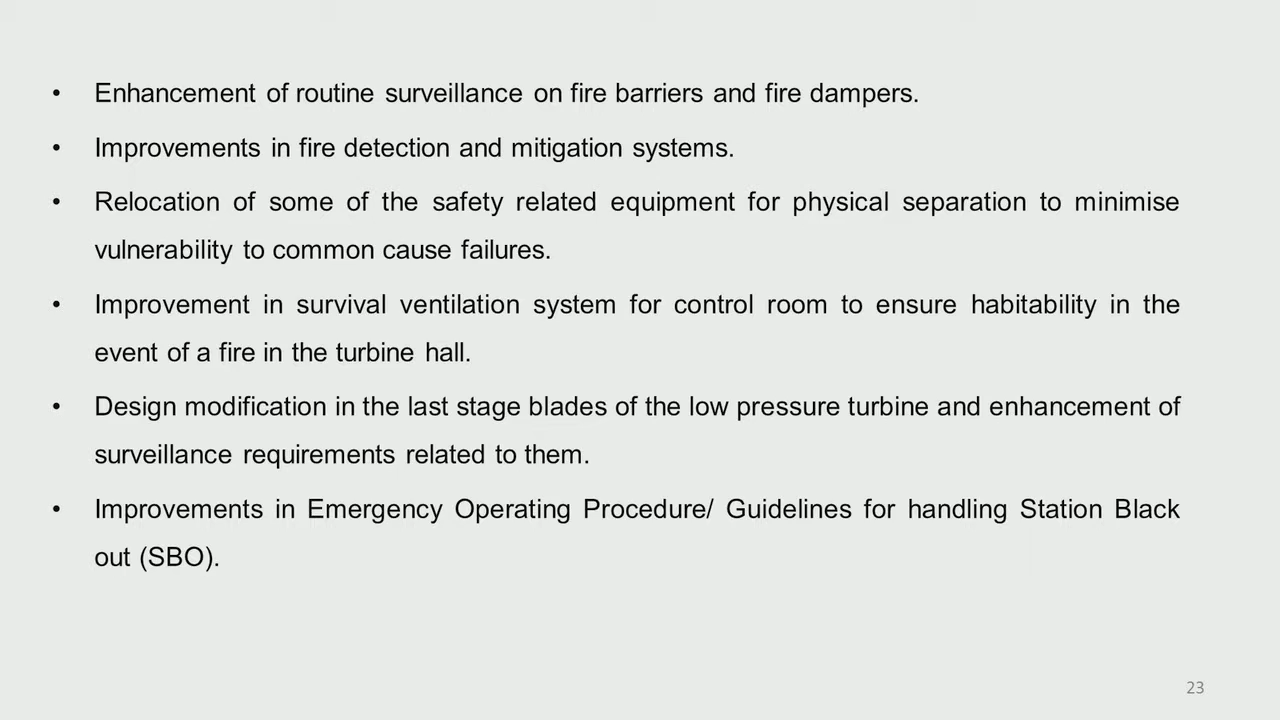 • Enhancement of routine surveillance on fire barriers and fire dampers.
• Improvements in fire detection and mitigation systems.
• Relocation of some of the safety related equipment for physical separation to minimise
vulnerability to common cause failures.
• Improvement in survival ventilation system for control room to ensure habitability in the
event of a fire in the turbine hall.
• Design modification in the last stage blades of the low pressure turbine and enhancement of
surveillance requirements related to them.
• Improvements in Emergency Operating Procedure/ Guidelines for handling Station Black
out (SBO).
23